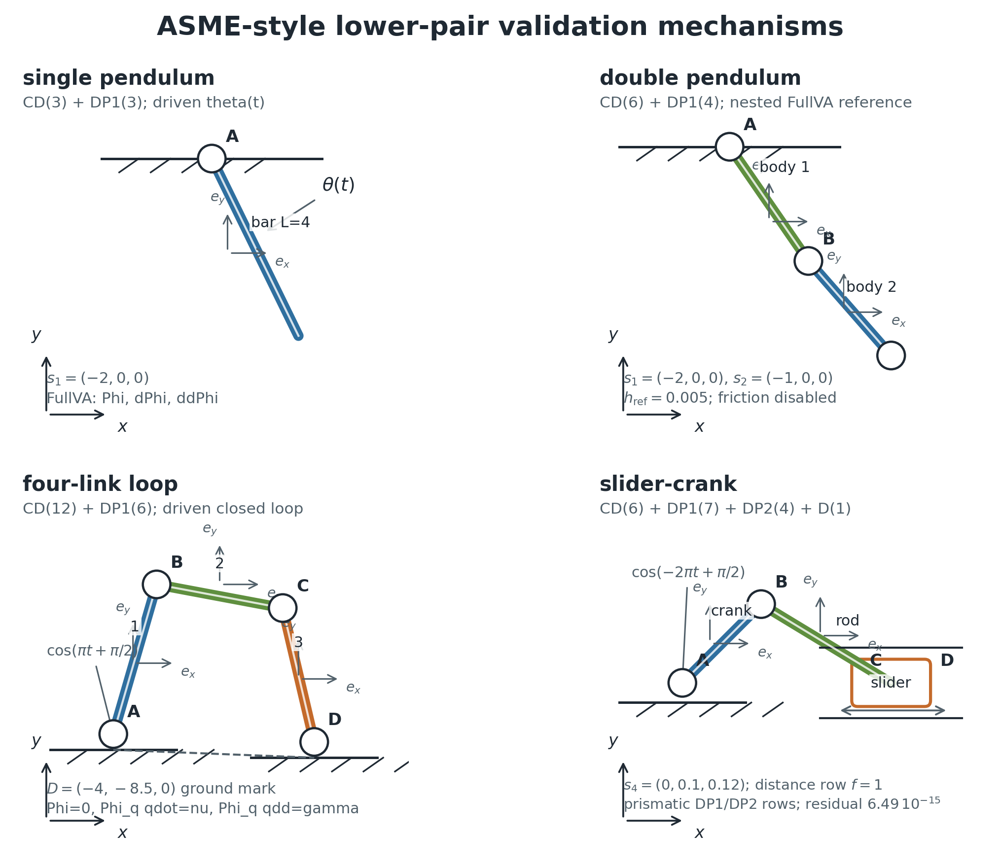 ASME-style lower-pair validation mechanisms
single pendulum
CD(3) + DP1(3); driven theta(t)
A
θ(t)
e_y
bar L=4
e_x
y
s₁ = (−2, 0, 0)
FullVA: Phi, dPhi, ddPhi
x
double pendulum
CD(6) + DP1(4); nested FullVA reference
A
body 1
e_x
B
e_y
body 2
e_x
y
s₁ = (−2, 0, 0), s₂ = (−1, 0, 0)
h_ref = 0.005; friction disabled
x
four-link loop
CD(12) + DP1(6); driven closed loop
e_y
B
2
C
e_y
1
e_y
3
cos(πt + π/2)
e_x
e_x
A
D
y
D = (−4, −8.5, 0) ground mark
Phi=0, Phi_q qdot=nu, Phi_q qdd=gamma
x
slider-crank
CD(6) + DP1(7) + DP2(4) + D(1)
cos(−2πt + π/2)
e_y
B
e_y
crank
rod
e_x
e_x
A
C
D
slider
y
s₄ = (0, 0.1, 0.12); distance row f = 1
prismatic DP1/DP2 rows; residual 6.49 10⁻¹⁵
x